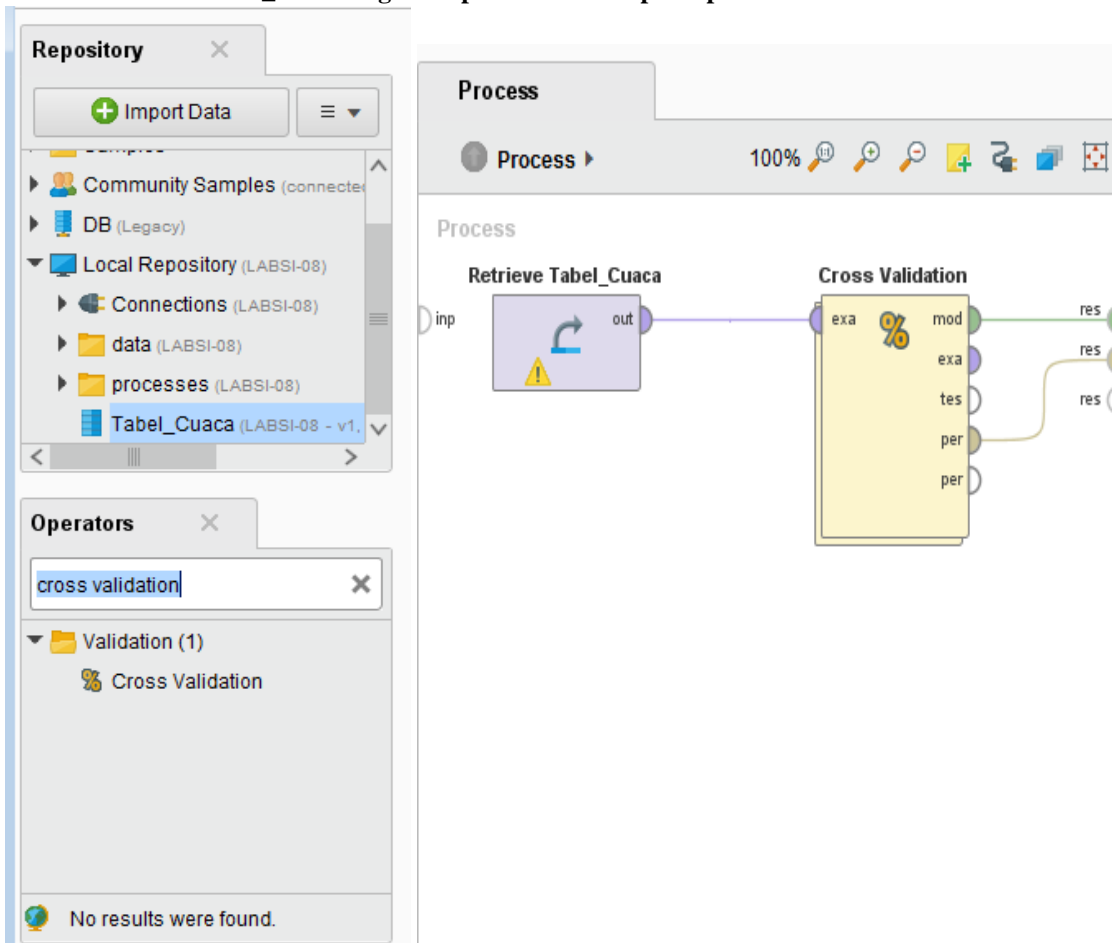 Repository
Import Data
Community Samples (connected
DB (Legacy)
Local Repository (LABSI-08)
Connections (LABSI-08)
data (LABSI-08)
processes (LABSI-08)
Tabel_Cuaca (LABSI-08 - v1,
Operators
cross validation
Validation (1)
Cross Validation
No results were found.
Process
Process
100%
Process
Retrieve Tabel_Cuaca
inp
out
Cross Validation
exa
%
mod
exa
tes
per
per
res
res
res